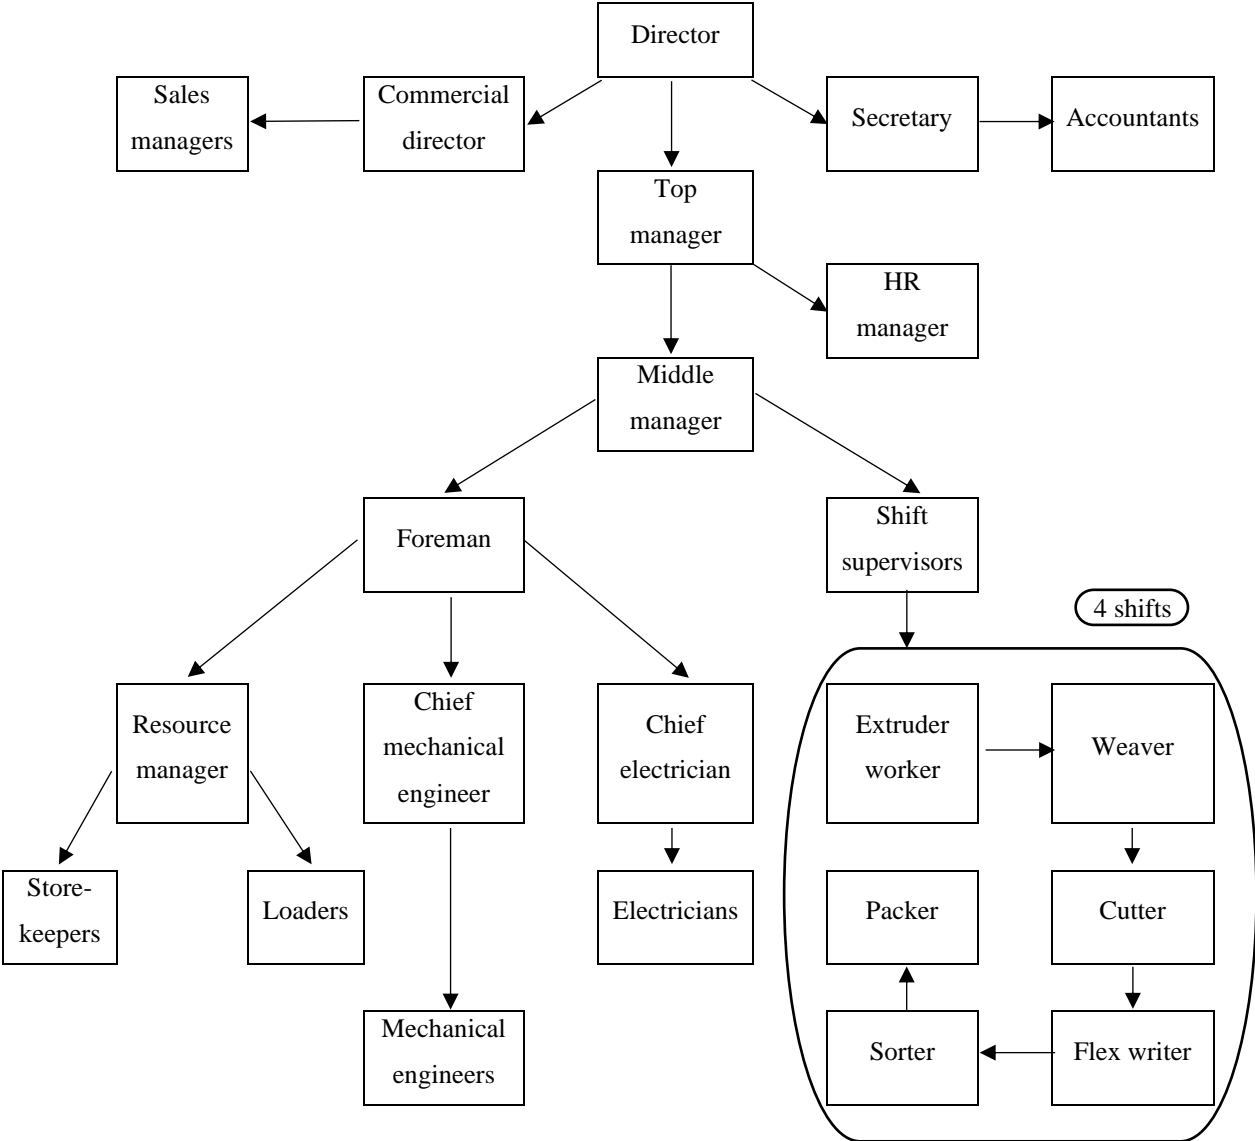 Director
Sales
managers
Commercial
director
Secretary
Accountants
Top
manager
HR
manager
Middle
manager
Foreman
Shift
supervisors
4 shifts
Resource
manager
Chief
mechanical
engineer
Chief
electrician
Extruder
worker
Weaver
Store-
keepers
Loaders
Electricians
Packer
Cutter
Mechanical
engineers
Sorter
Flex writer